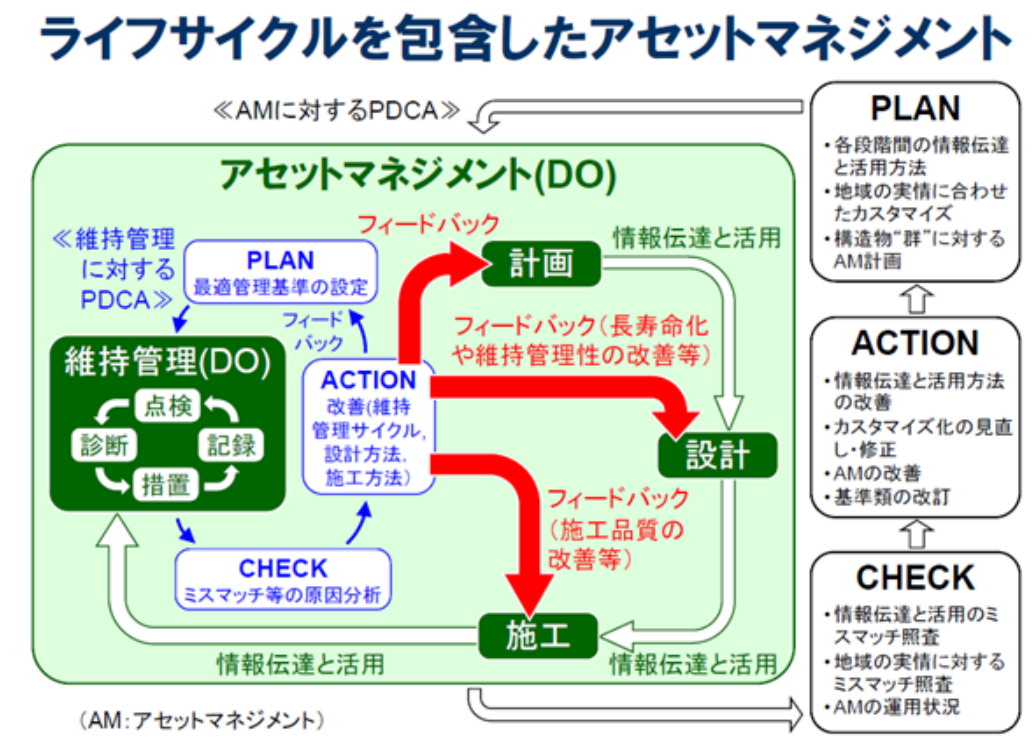 ライフサイクルを包含したアセットマネジメント
≪AMに対するPDCA≫
アセットマネジメント(DO)
≪維持管理
に対する
PDCA≫
PLAN
最適管理基準の設定
フィード
バック
維持管理(DO)
点検
診断
記録
措置
ACTION
改善(維持
管理サイクル,
設計方法,
施工方法)
CHECK
ミスマッチ等の原因分析
フィードバック
計画
情報伝達と活用
フィードバック(長寿命化
や維持管理性の改善等)
設計
フィードバック
(施工品質の
改善等)
施工
情報伝達と活用
情報伝達と活用
(AM:アセットマネジメント)
PLAN
・各段階間の情報伝達
と活用方法
・地域の実情に合わせ
たカスタマイズ
・構造物“群”に対する
AM計画
ACTION
・情報伝達と活用方法
の改善
・カスタマイズ化の見直
し・修正
・AMの改善
・基準類の改訂
CHECK
・情報伝達と活用のミ
スマッチ照査
・地域の実情に対する
ミスマッチ照査
・AMの運用状況